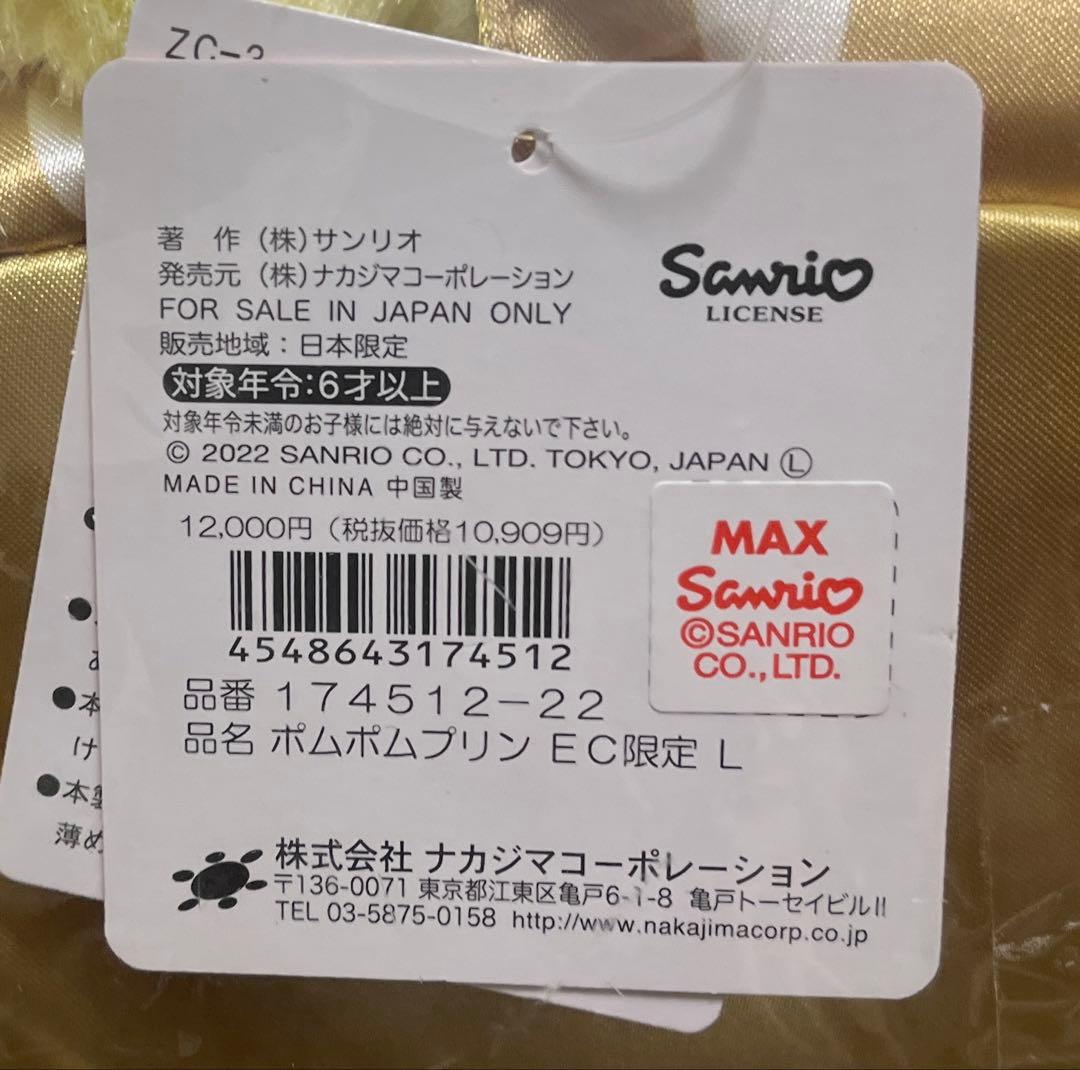 ZC-2
著 作 (株)サンリオ
発売元 (株)ナカジマコーポレーション
FOR SALE IN JAPAN ONLY
販売地域:日本限定
対象年令:6才以上
対象年令未満のお子様には絶対に与えないで下さい。
© 2022 SANRIO CO., LTD. TOKYO, JAPAN Ⓛ
MADE IN CHINA 中国製
12,000円(税抜価格10,909円)
4548643174512
品番 174512-22
品名 ポムポムプリン EC限定 L
Sanrio
LICENSE
MAX
Sanrio
©SANRIO
CO., LTD.
株式会社 ナカジマコーポレーション
〒136-0071 東京都江東区亀戸6-1-8 亀戸トーセイビルII
TEL 03-5875-0158 http://www.nakajimacorp.co.jp
●
●本
け
●本製
薄め